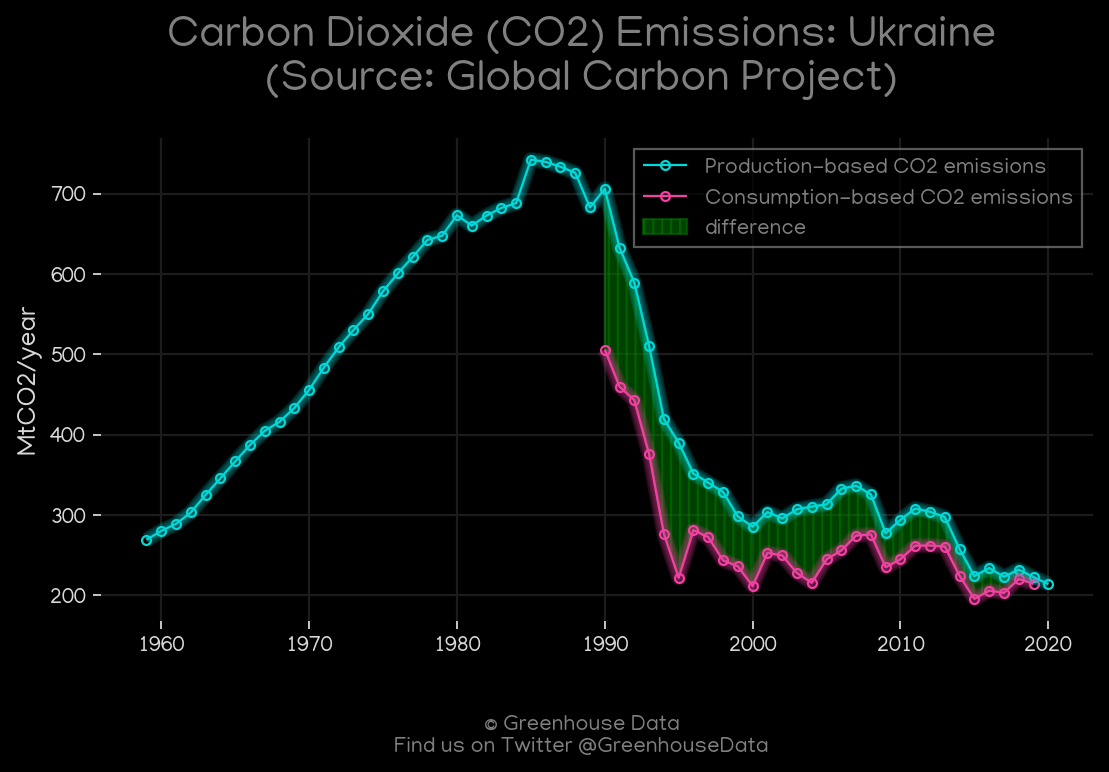 Carbon Dioxide (CO2) Emissions: Ukraine
(Source: Global Carbon Project)
Production-based CO2 emissions
Consumption-based CO2 emissions
difference
MtCO2/year
700
600
500
400
300
200
1960 1970 1980 1990 2000 2010 2020
© Greenhouse Data
Find us on Twitter @GreenhouseData